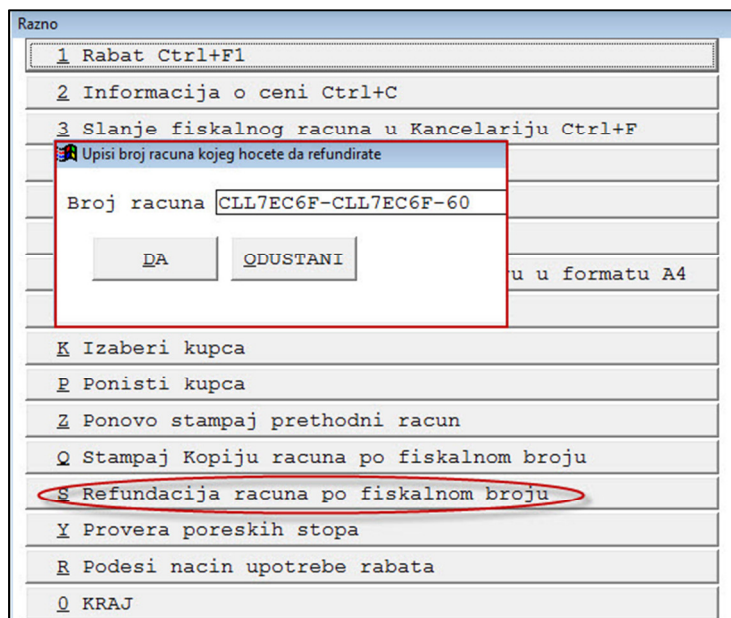 Razno
1 Rabat Ctrl+F1
2 Informacija o ceni Ctrl+C
3 Slanje fiskalnog racuna u Kancelariju Ctrl+F
Upisi broj racuna kojeg hocete da refundirate
Broj racuna CLL7EC6F-CLL7EC6F-60
DA ODUSTANI
u u formatu A4
K Izaberi kupca
P Ponisti kupca
Z Ponovo stampaj prethodni racun
Q Stampaj Kopiju racuna po fiskalnom broju
S Refundacija racuna po fiskalnom broju
Y Provera poreskih stopa
R Podesi nacin upotrebe rabata
0 KRAJ